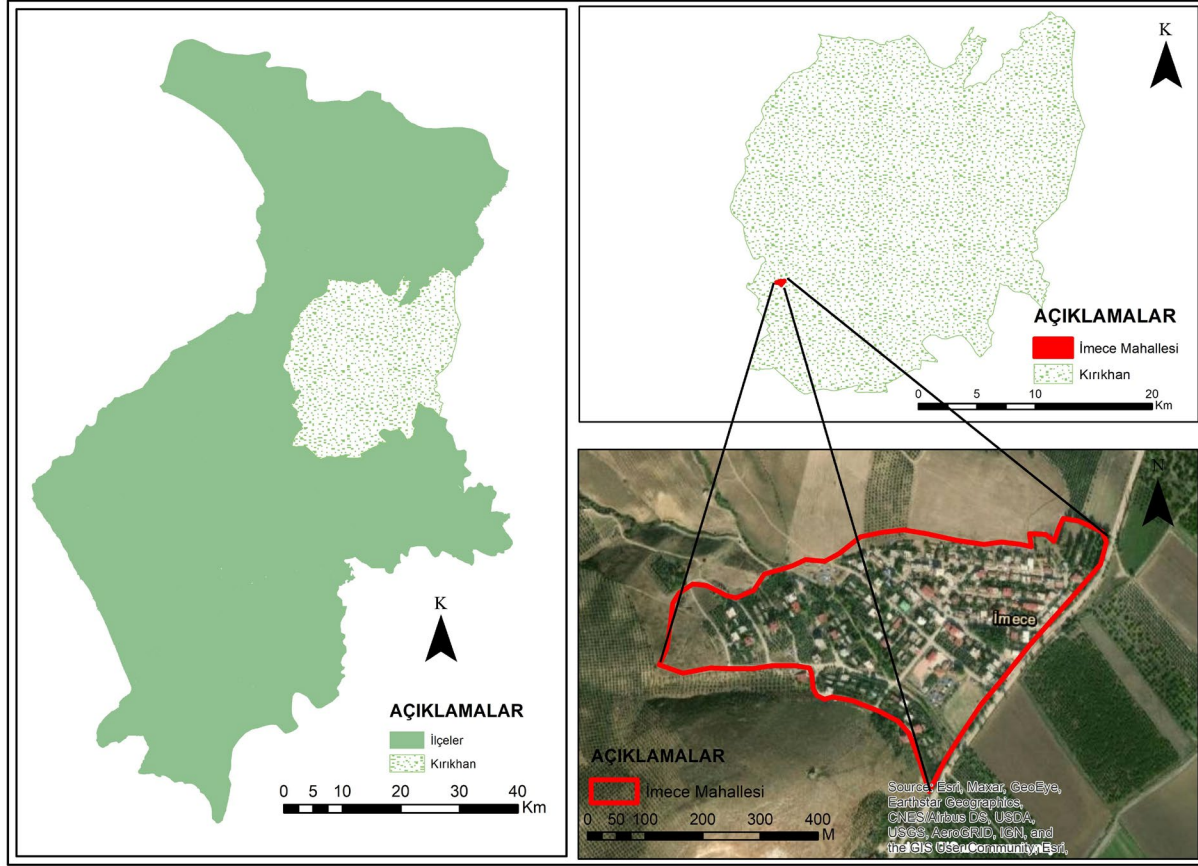 K
AÇIKLAMALAR
İlçeler
Kırıkhan
0 5 10 20 30 40
Km
K
AÇIKLAMALAR
İmece Mahallesi
Kırıkhan
0 5 10 20
Km
N
İmece
AÇIKLAMALAR
İmece Mahallesi
0 50 100 200 300 400
M
Source: Esri, Maxar, GeoEye,
Earthstar Geographics,
CNES/Airbus DS, USDA,
USGS, AeroGRID, IGN, and
the GIS User Community, Esri,